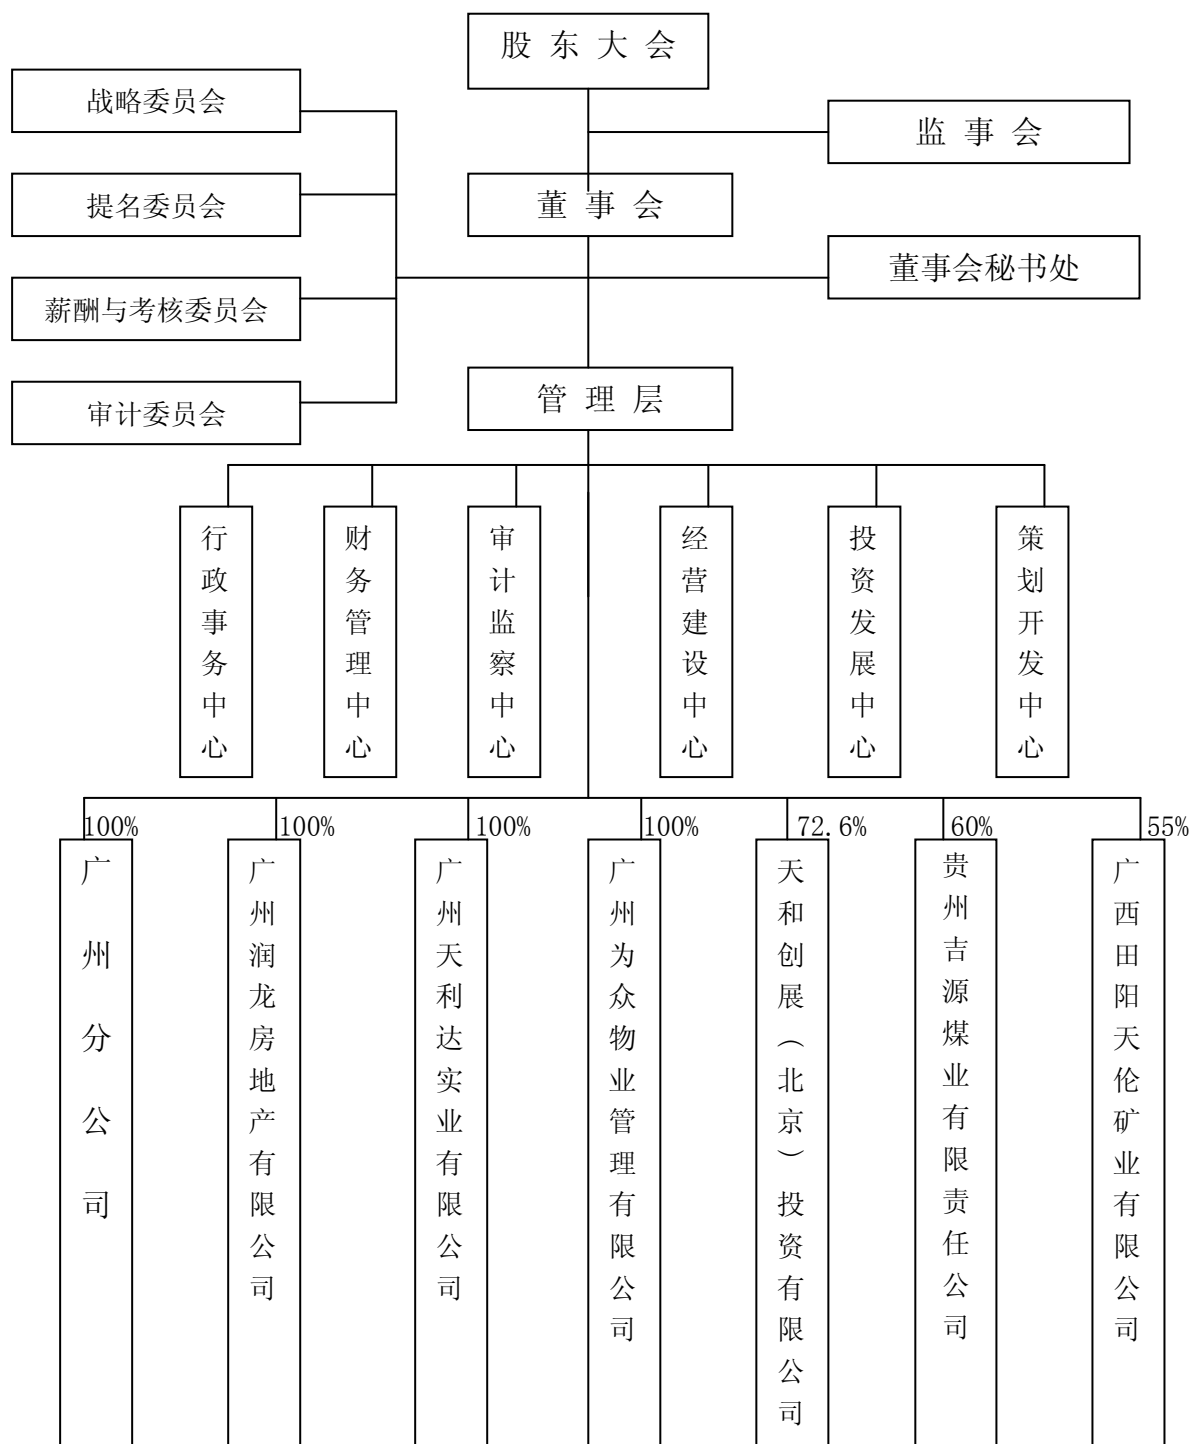 股 东 大 会
战略委员会
监 事 会
提名委员会
董 事 会
董事会秘书处
薪酬与考核委员会
管 理 层
审计委员会
行政事务中心
财务管理中心
审计监察中心
经营建设中心
投资发展中心
策划开发中心
100%
100%
100%
100%
72.6%
60%
55%
广州分公司
广州润龙房地产有限公司
广州天利达实业有限公司
广州为众物业管理有限公司
天和创展（北京）投资有限公司
贵州吉源煤业有限责任公司
广西田阳天伦矿业有限公司